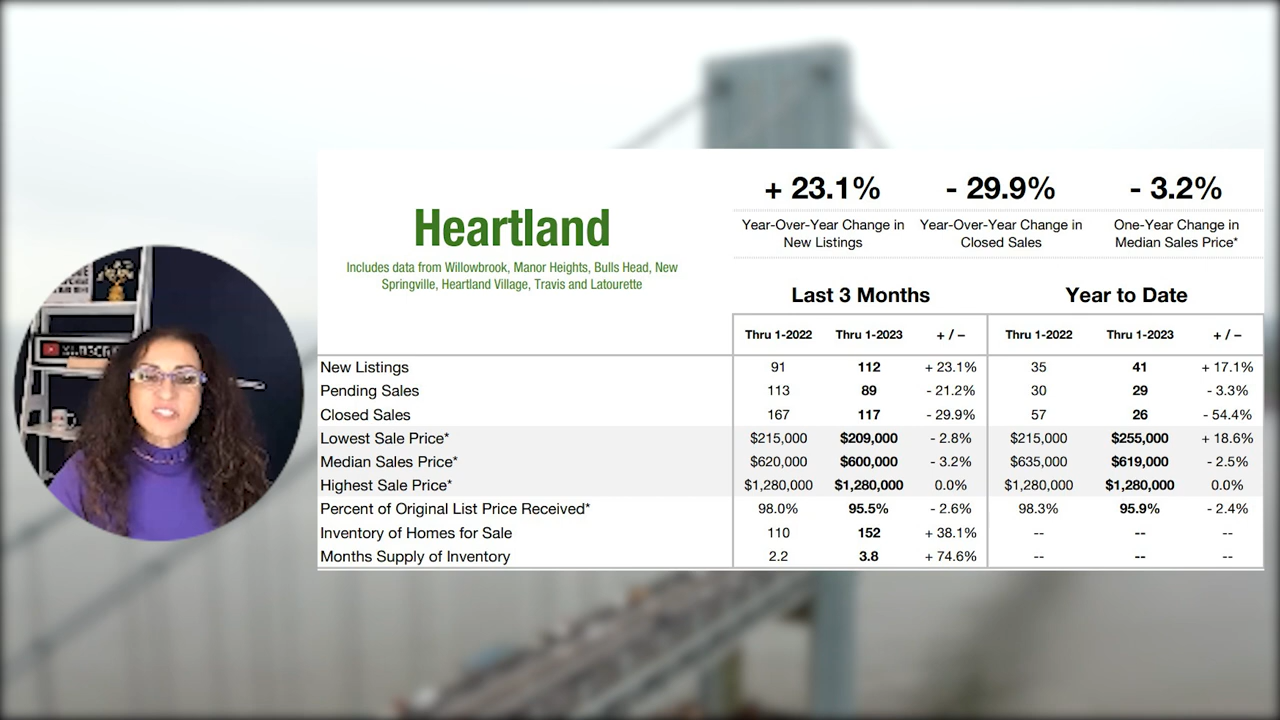 + 23.1% - 29.9% - 3.2%
Year-Over-Year Change in New Listings
Year-Over-Year Change in Closed Sales
One-Year Change in Median Sales Price*
Heartland
Includes data from Willowbrook, Manor Heights, Bulls Head, New
Springville, Heartland Village, Travis and Latourette
Last 3 Months Year to Date
Thru 1-2022 Thru 1-2023 + / – Thru 1-2022 Thru 1-2023 + / –
New Listings 91 112 + 23.1% 35 41 + 17.1%
Pending Sales 113 89 - 21.2% 30 29 - 3.3%
Closed Sales 167 117 - 29.9% 57 26 - 54.4%
Lowest Sale Price* $215,000 $209,000 - 2.8% $215,000 $255,000 + 18.6%
Median Sales Price* $620,000 $600,000 - 3.2% $635,000 $619,000 - 2.5%
Highest Sale Price* $1,280,000 $1,280,000 0.0% $1,280,000 $1,280,000 0.0%
Percent of Original List Price Received* 98.0% 95.5% - 2.6% 98.3% 95.9% - 2.4%
Inventory of Homes for Sale 110 152 + 38.1% -- -- --
Months Supply of Inventory 2.2 3.8 + 74.6% -- -- --